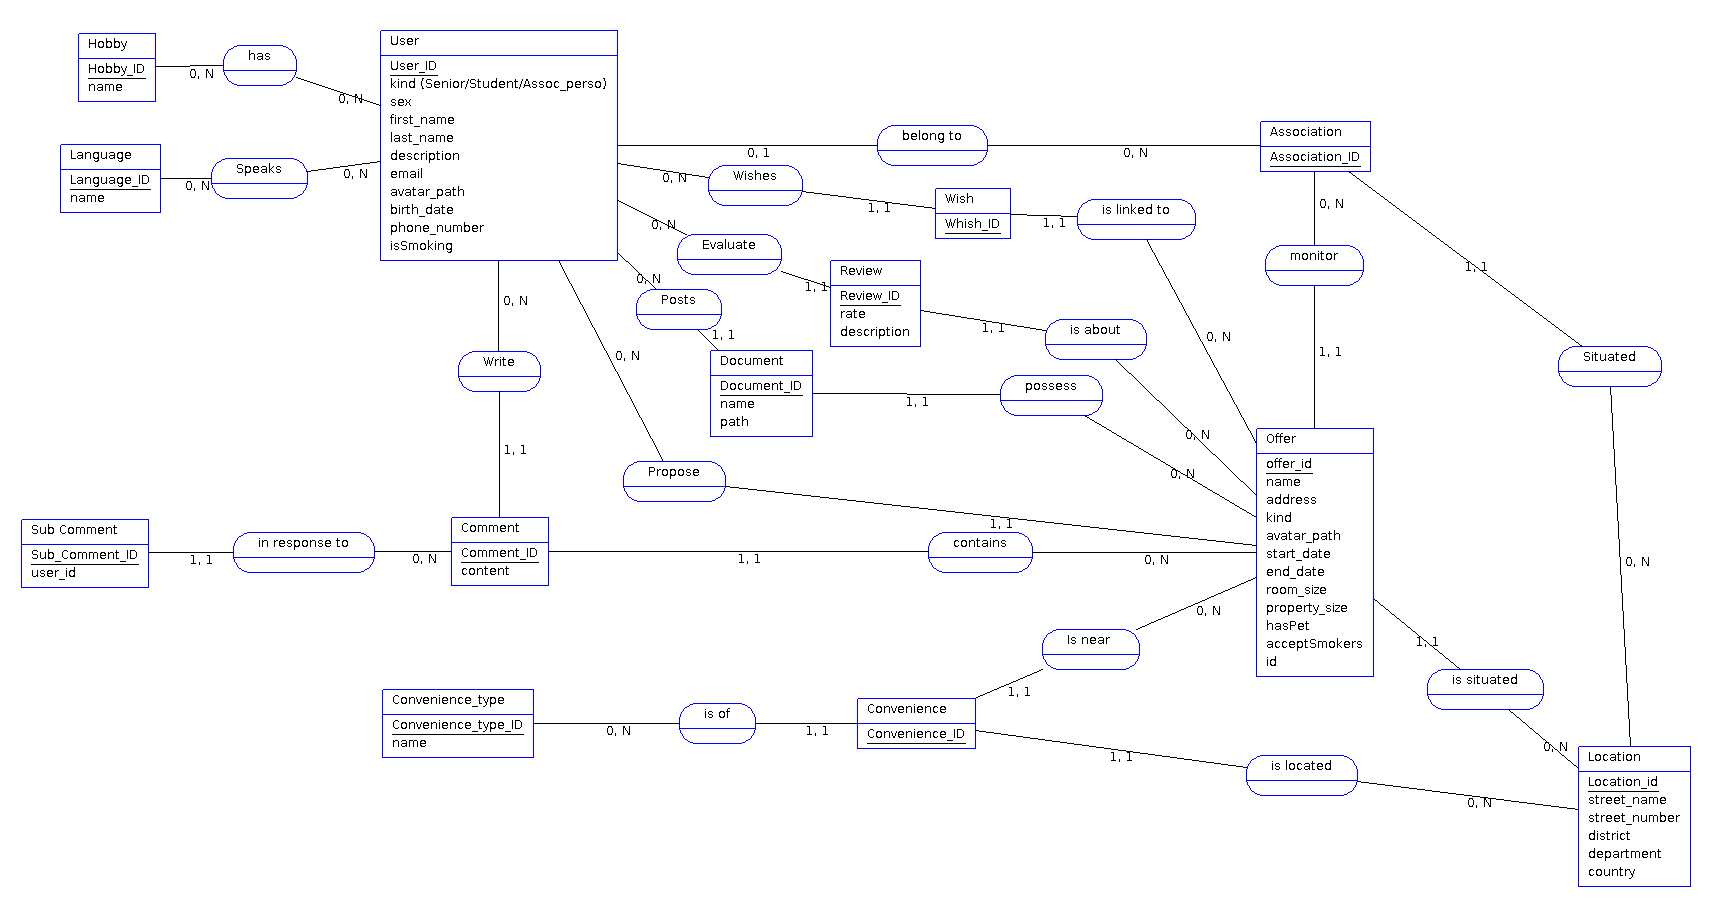 Hobby
Hobby_ID
name
0, N
has
0, N
User
User_ID
kind (Senior/Student/Assoc_perso)
sex
first_name
last_name
description
email
avatar_path
birth_date
phone_number
isSmoking
Language
Language_ID
name
0, N
Speaks
0, N
0, 1
belong to
0, N
Association
Association_ID
0, N
Wishes
1, 1
Wish
Whish_ID
1, 1
is linked to
0, N
0, N
monitor
1, 1
1, 1
Situated
0, N
0, N
Evaluate
1, 1
Review
Review_ID
rate
description
1, 1
is about
0, N
0, N
Posts
1, 1
Document
Document_ID
name
path
1, 1
possess
0, N
0, N
Write
1, 1
0, N
Propose
1, 1
Offer
offer_id
name
address
kind
avatar_path
start_date
end_date
room_size
property_size
hasPet
acceptSmokers
id
Sub Comment
Sub_Comment_ID
user_id
1, 1
in response to
0, N
Comment
Comment_ID
content
1, 1
contains
0, N
0, N
Is near
1, 1
1, 1
is situated
0, N
Convenience_type
Convenience_type_ID
name
0, N
is of
1, 1
Convenience
Convenience_ID
1, 1
is located
0, N
Location
Location_id
street_name
street_number
district
department
country